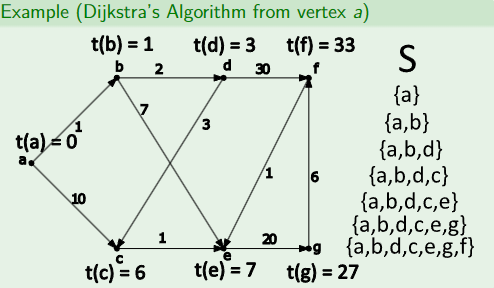 Example (Dijkstra's Algorithm from vertex a)
t(b) = 1 t(d) = 3 t(f) = 33 S
b 2 d 30 f
{a}
7
{a,b}
1 3
t(a) = 0
{a,b,d}
a
1 6 {a,b,d,c}
10
{a,b,d,c,e}
{a,b,d,c,e,g}
1 20
c e g {a,b,d,c,e,g,f}
t(c) = 6 t(e) = 7 t(g) = 27